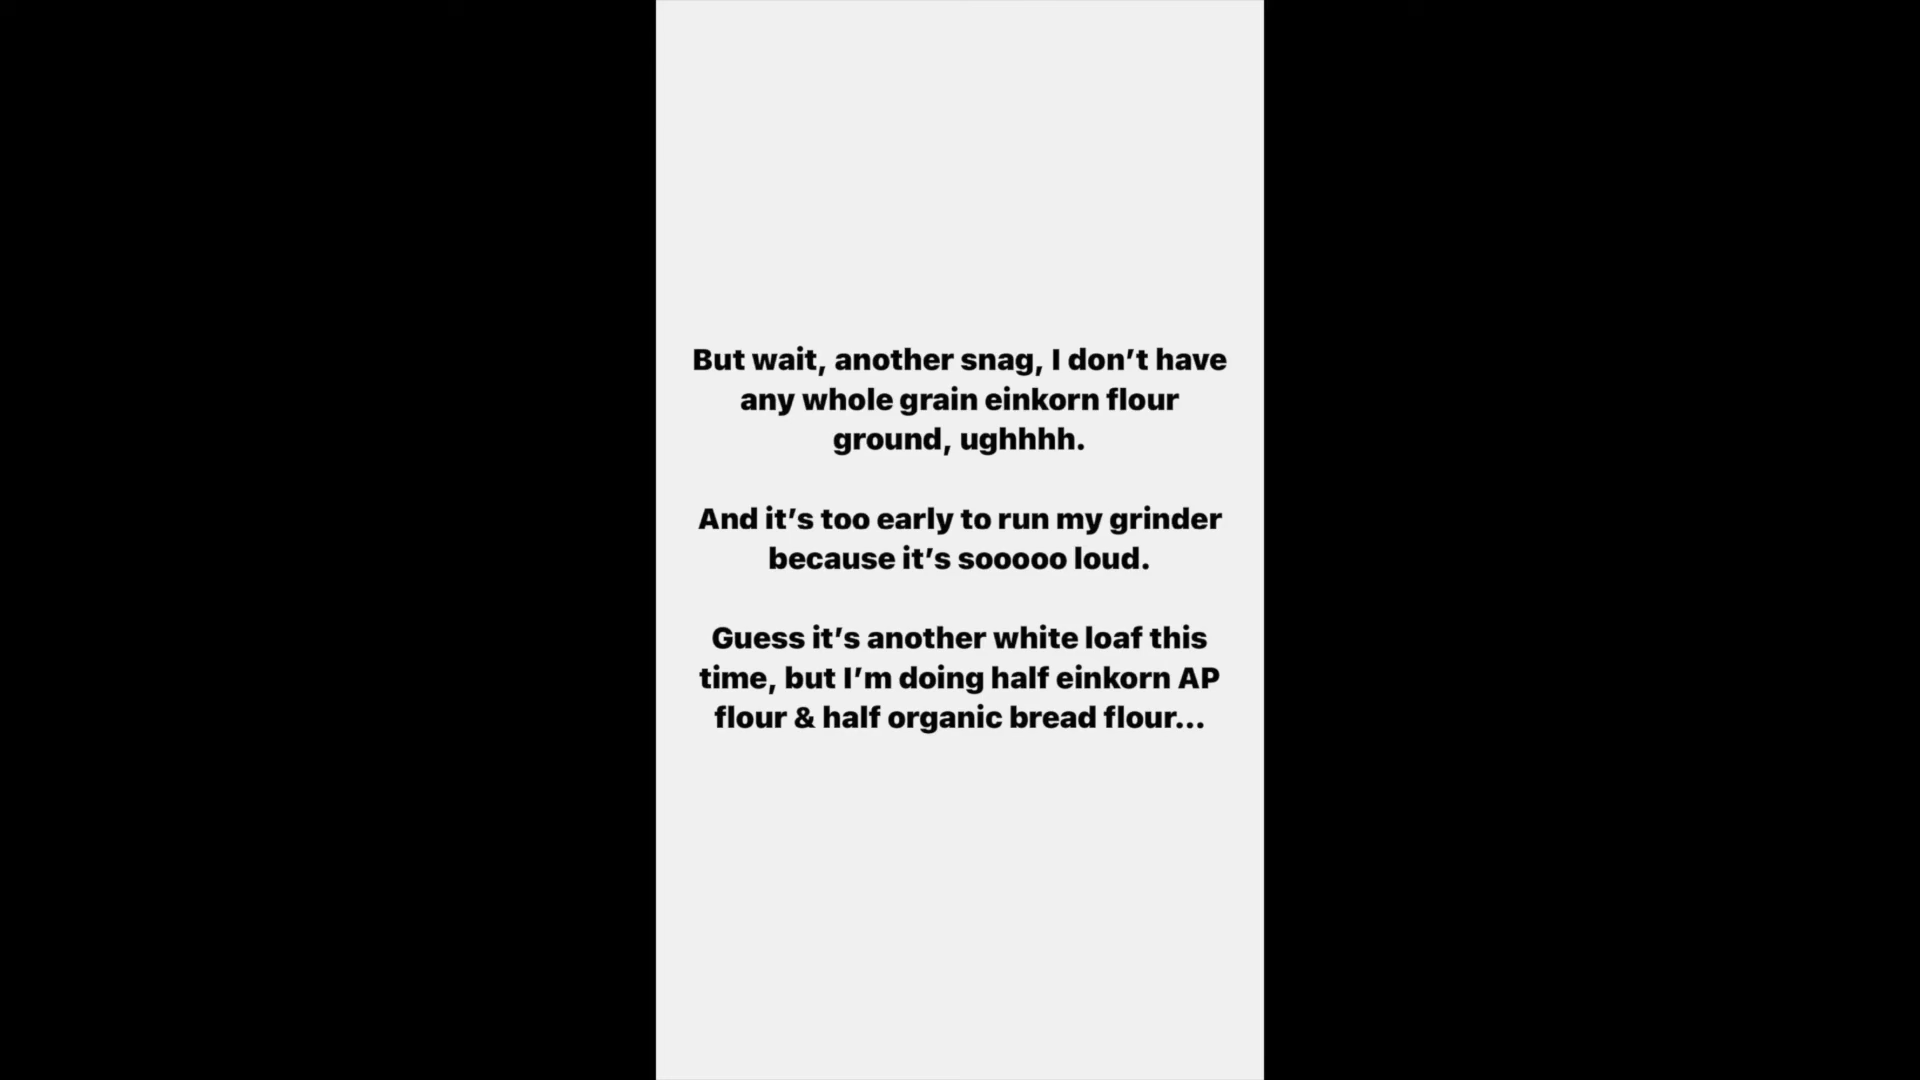 But wait, another snag, I don’t have
any whole grain einkorn flour
ground, ughhhh.
And it’s too early to run my grinder
because it’s sooooo loud.
Guess it’s another white loaf this
time, but I’m doing half einkorn AP
flour & half organic bread flour...